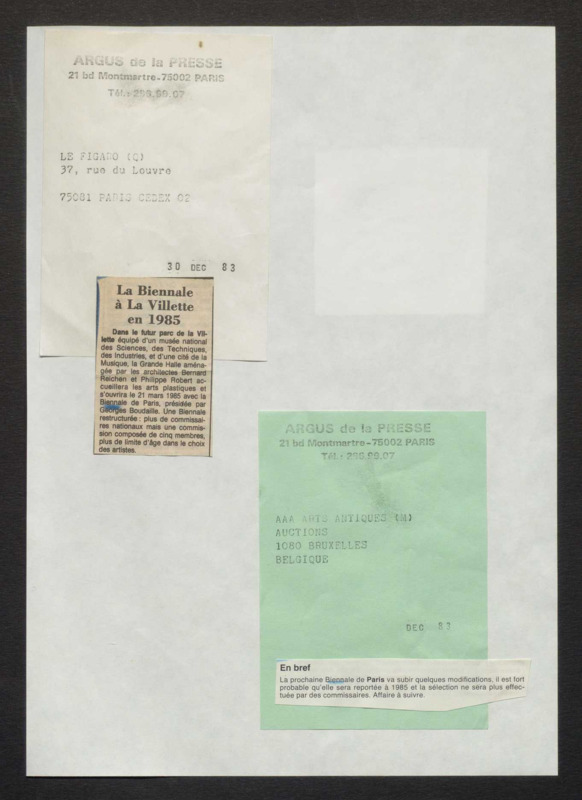 ARGUS de la PRESSE
21 bd Montmartre-75002 PARIS
Tél.: 296.99.07
LE FIGARO (Q)
37, rue du Louvre
75081 PARIS CEDEX 02
30 DEC 83
La Biennale
à La Villette
en 1985
Dans le futur parc de la Vil-
lette équipé d'un musée national
des Sciences, des Techniques,
des Industries, et d'une cité de la
Musique, la Grande Halle aména-
gée par les architectes Bernard
Reichen et Philippe Robert ac-
cueillera les arts plastiques et
s'ouvrira le 21 mars 1985 avec la
Biennale de Paris, présidée par
Georges Boudaille. Une Biennale
restructurée : plus de commissai-
res nationaux mais une commis-
sion composée de cinq membres,
plus de limite d'âge dans le choix
des artistes.
ARGUS de la PRESSE
21 bd Montmartre-75002 PARIS
Tél.: 296.99.07
AAA ARTS ANTIQUES (M)
AUCTIONS
1060 BRUXELLES
BELGIQUE
DEC 83
En bref
La prochaine Biennale de Paris va subir quelques modifications, il est fort
probable qu'elle sera reportée à 1985 et la sélection ne sera plus effec-
tuée par des commissaires. Affaire à suivre.